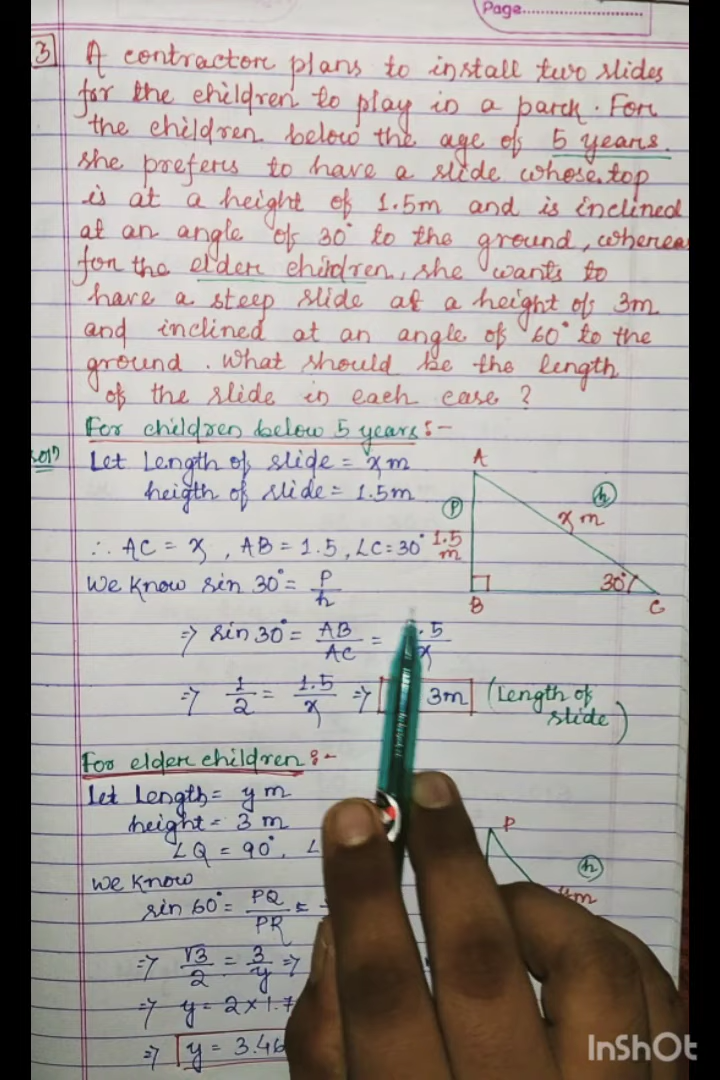 Page
3 A contractor plans to install two slides
for the children to play in a park. For
the children below the age of 5 years.
she prefers to have a slide whose top
is at a height of 1.5m and is inclined
at an angle of 30° to the ground, wherea
for the elder children, she wants to
have a steep slide at a height of 3m
and inclined at an angle of 60° to the
ground. What should be the length
of the slide in each case ?
For children below 5 years :-
Let Length of slide = x m
heigth of slide = 1.5m
∴ AC = x, AB = 1.5, ∠C = 30°
We know sin 30° = P/h
⇒ sin 30° = AB/AC = .5/x
⇒ 1/2 = 1.5/x ⇒ 3m (Length of slide)
A
P
h
x m
1.5 m
30°
B
C
For elder children :-
Let Length = y m
height = 3 m
∠Q = 90°, ∠
We know
sin 60° = PQ/PR =
⇒ √3/2 = 3/y ⇒
⇒ y = 2 × 1.7
⇒ y = 3.46
P
h
m
InShOt